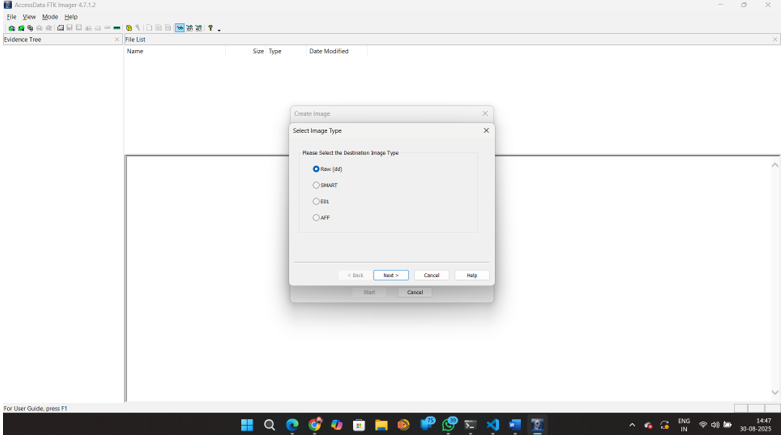 AccessData FTK Imager 4.7.1.2
File View Mode Help
Evidence Tree
File List
Name Size Type Date Modified
Create Image
Select Image Type
Please Select the Destination Image Type
Raw (dd)
SMART
E01
AFF
< Back Next > Cancel Help
Start Cancel
For User Guide, press F1
ENG
IN
14:47
30-08-2025